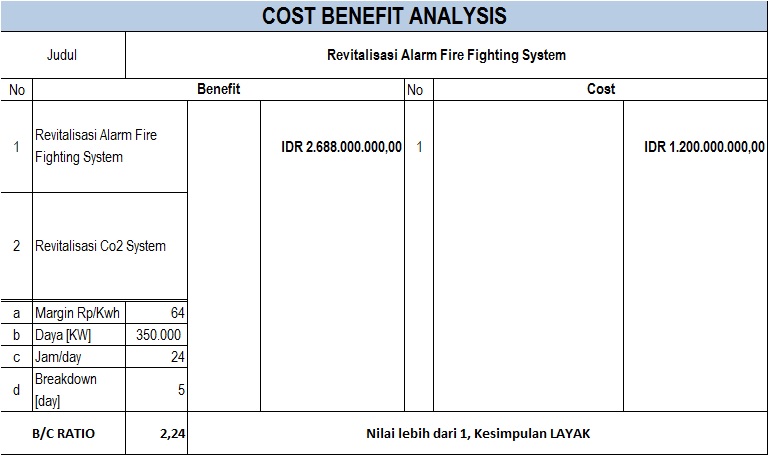 COST BENEFIT ANALYSIS
Judul Revitalisasi Alarm Fire Fighting System
No Benefit No Cost
1 Revitalisasi Alarm Fire
Fighting System IDR 2.688.000.000,00 1 IDR 1.200.000.000,00
2 Revitalisasi Co2 System
a Margin Rp/Kwh 64
b Daya [KW] 350.000
c Jam/day 24
d Breakdown
[day] 5
B/C RATIO 2,24 Nilai lebih dari 1, Kesimpulan LAYAK